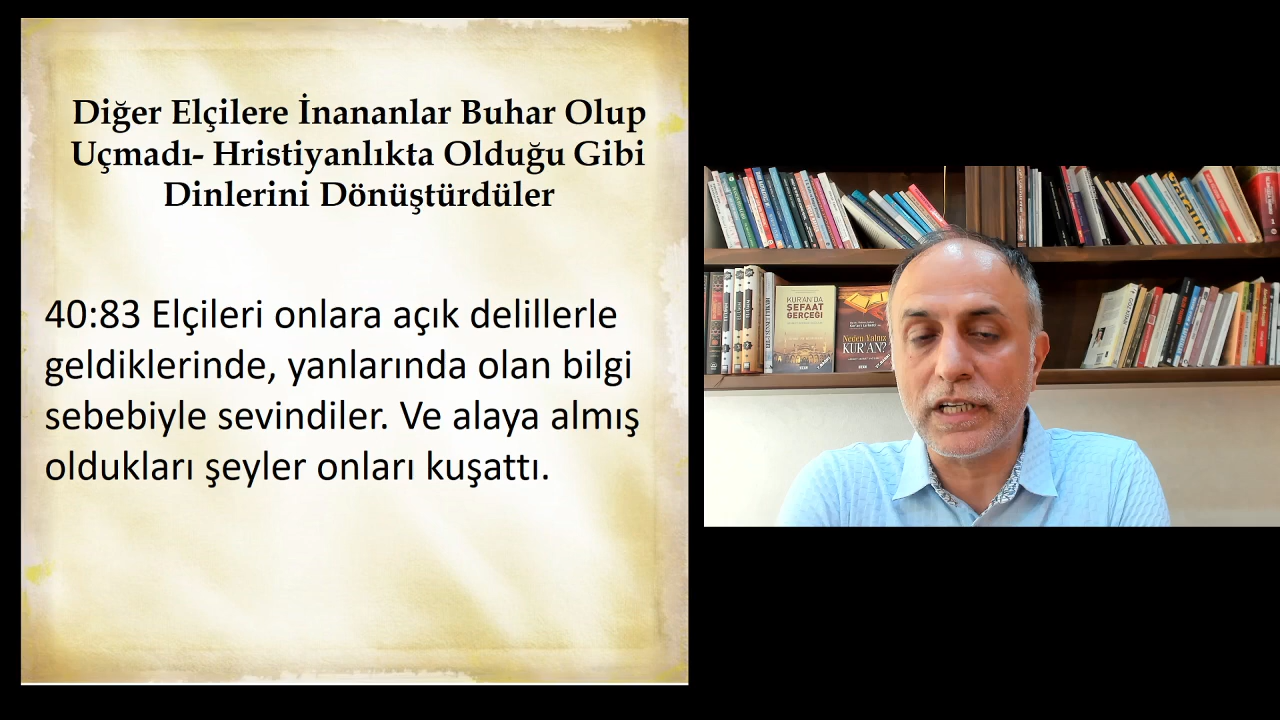 Diğer Elçilere İnananlar Buhar Olup
Uçmadı- Hristiyanlıkta Olduğu Gibi
Dinlerini Dönüştürdüler
40:83 Elçileri onlara açık delillerle
geldiklerinde, yanlarında olan bilgi
sebebiyle sevindiler. Ve alaya almış
oldukları şeyler onları kuşattı.
KUR'AN'DA
ŞEFAAT
GERÇEĞİ
Neden Yalnız
KUR'AN?